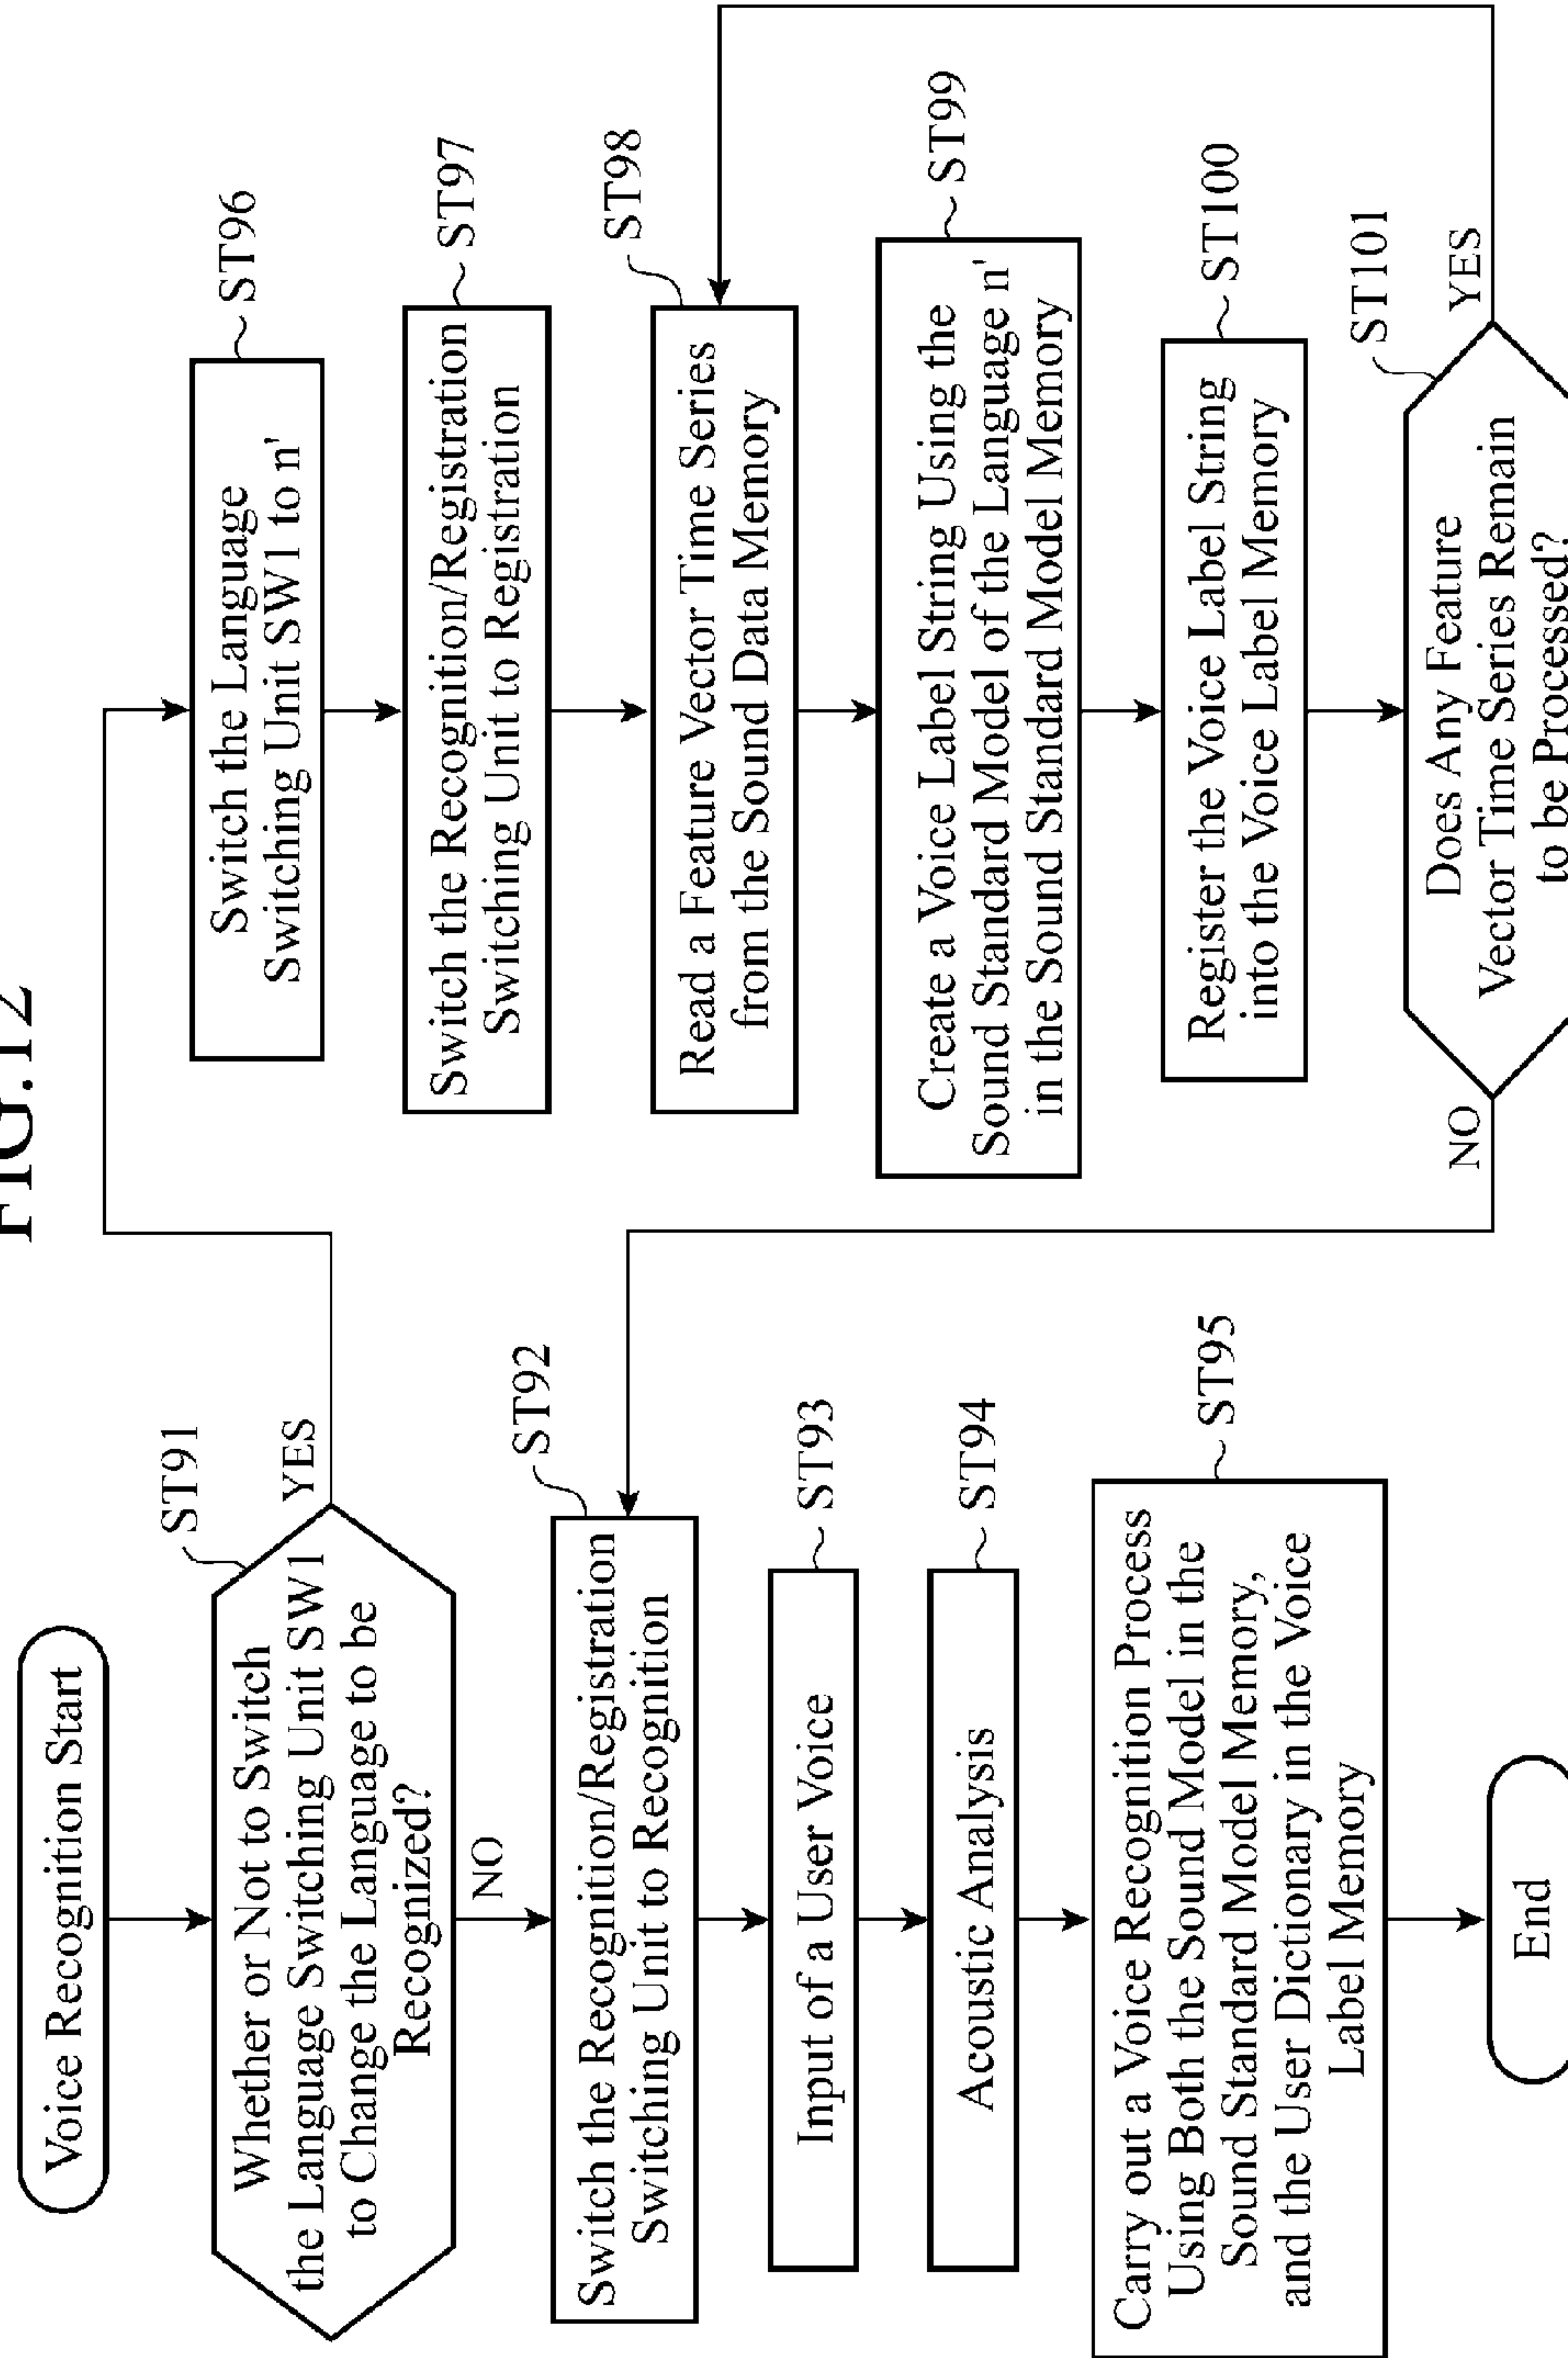 FIG.12
Voice Recognition Start
ST91
Whether or Not to Switch
the Language Switching Unit SW1
to Change the Language to be
Recognized?
YES
NO
ST92
Switch the Recognition/Registration
Switching Unit to Recognition
ST93
Input of a User Voice
ST94
Acoustic Analysis
ST95
Carry out a Voice Recognition Process
Using Both the Sound Model in the
Sound Standard Model Memory,
and the User Dictionary in the Voice
Label Memory
End
ST96
Switch the Language
Switching Unit SW1 to n'
ST97
Switch the Recognition/Registration
Switching Unit to Registration
ST98
Read a Feature Vector Time Series
from the Sound Data Memory
ST99
Create a Voice Label String Using the
Sound Standard Model of the Language n'
in the Sound Standard Model Memory
ST100
Register the Voice Label String
into the Voice Label Memory
ST101
Does Any Feature
Vector Time Series Remain
to be Processed?
YES
NO